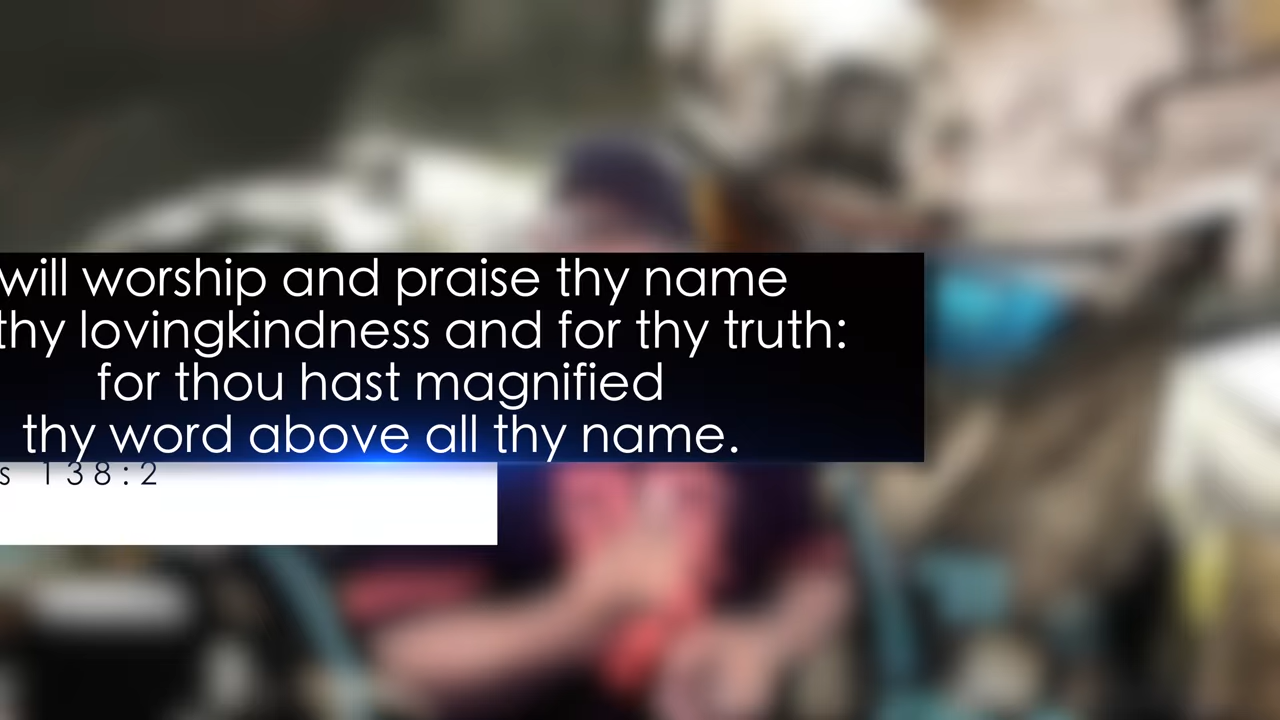 will worship and praise thy name
thy lovingkindness and for thy truth:
for thou hast magnified
thy word above all thy name.
s 138:2